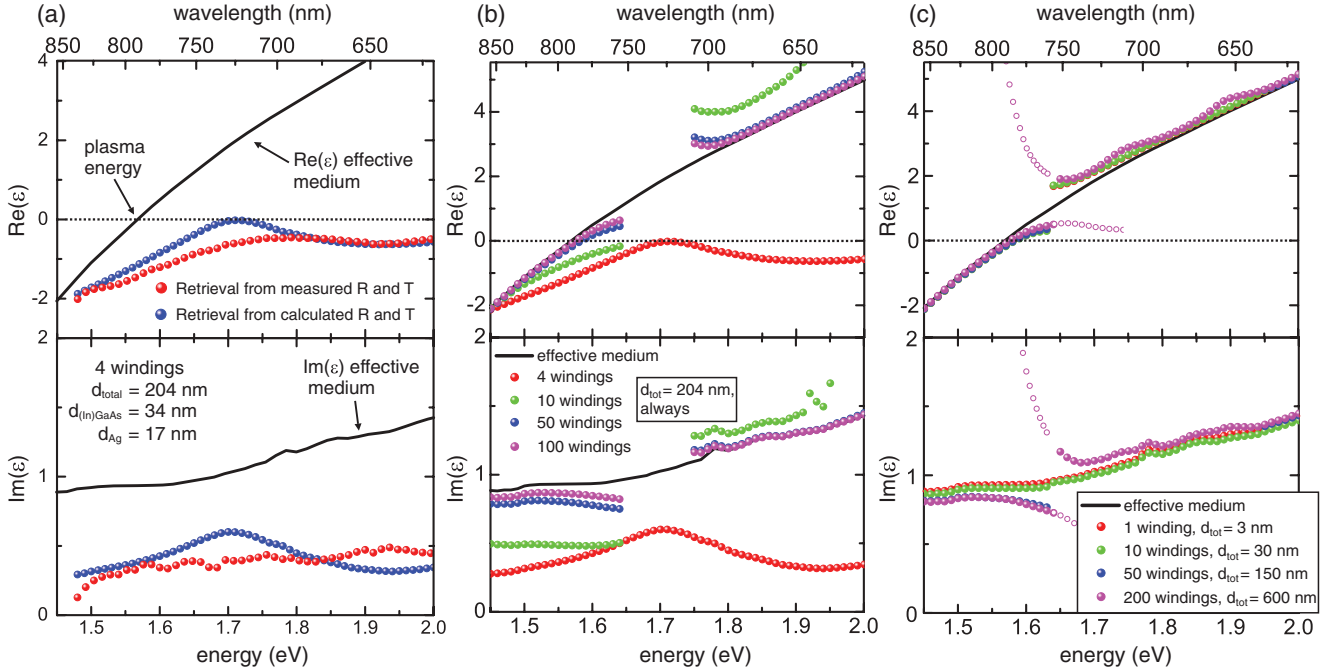 (a)
wavelength (nm)
850
800
750
700
650
4
2
0
-2
2
Re(ε)
plasma
energy
Re(ε) effective
medium
Retrieval from measured R and T
Retrieval from calculated R and T
Im(ε)
1
0
4 windings
d_total = 204 nm
d_(In)GaAs = 34 nm
d_Ag = 17 nm
Im(ε) effective
medium
1.5
1.6
1.7
1.8
1.9
2.0
energy (eV)
(b)
wavelength (nm)
850
800
750
700
650
4
2
0
-2
2
Re(ε)
Im(ε)
1
0
effective medium
4 windings
10 windings
50 windings
100 windings
d_tot = 204 nm,
always
1.5
1.6
1.7
1.8
1.9
2.0
energy (eV)
(c)
wavelength (nm)
850
800
750
700
650
4
2
0
-2
2
Re(ε)
Im(ε)
1
0
effective medium
1 winding, d_tot = 3 nm
10 windings, d_tot = 30 nm
50 windings, d_tot = 150 nm
200 windings, d_tot = 600 nm
1.5
1.6
1.7
1.8
1.9
2.0
energy (eV)